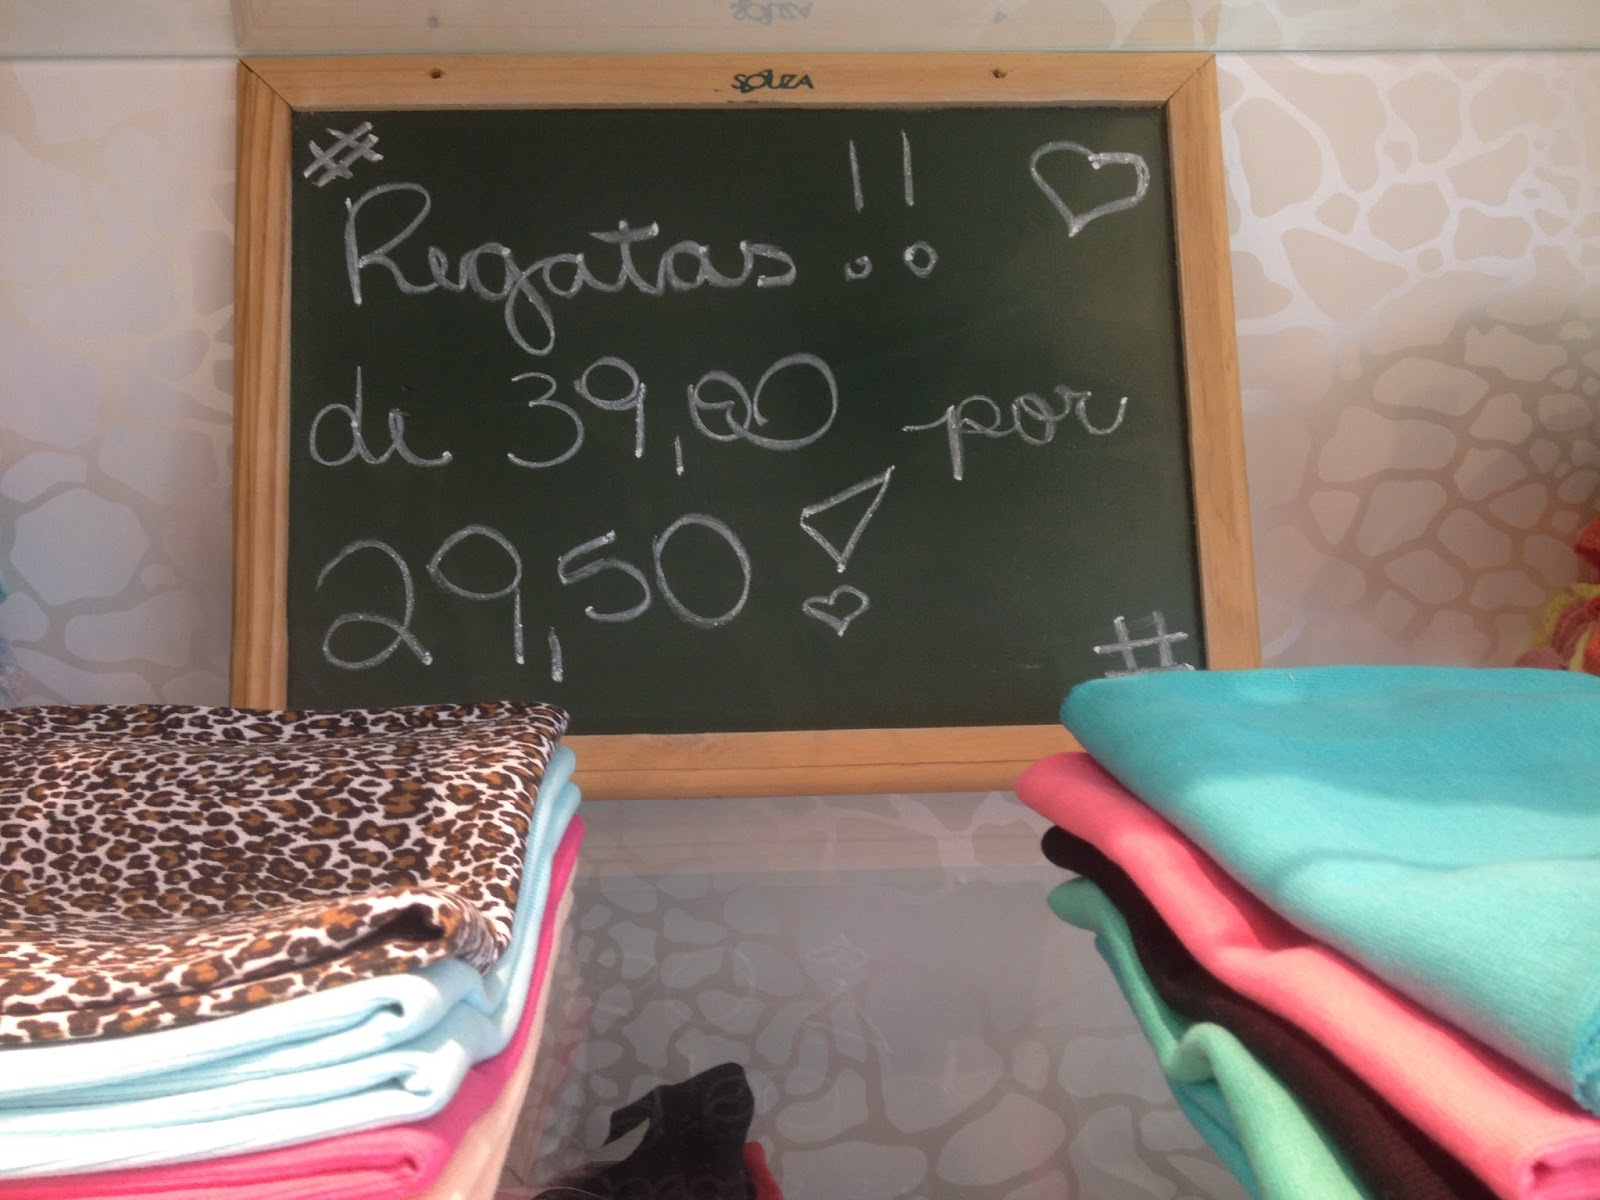 SOUZA
#
Regatas !!
de 39,00 por
29,50 !
#